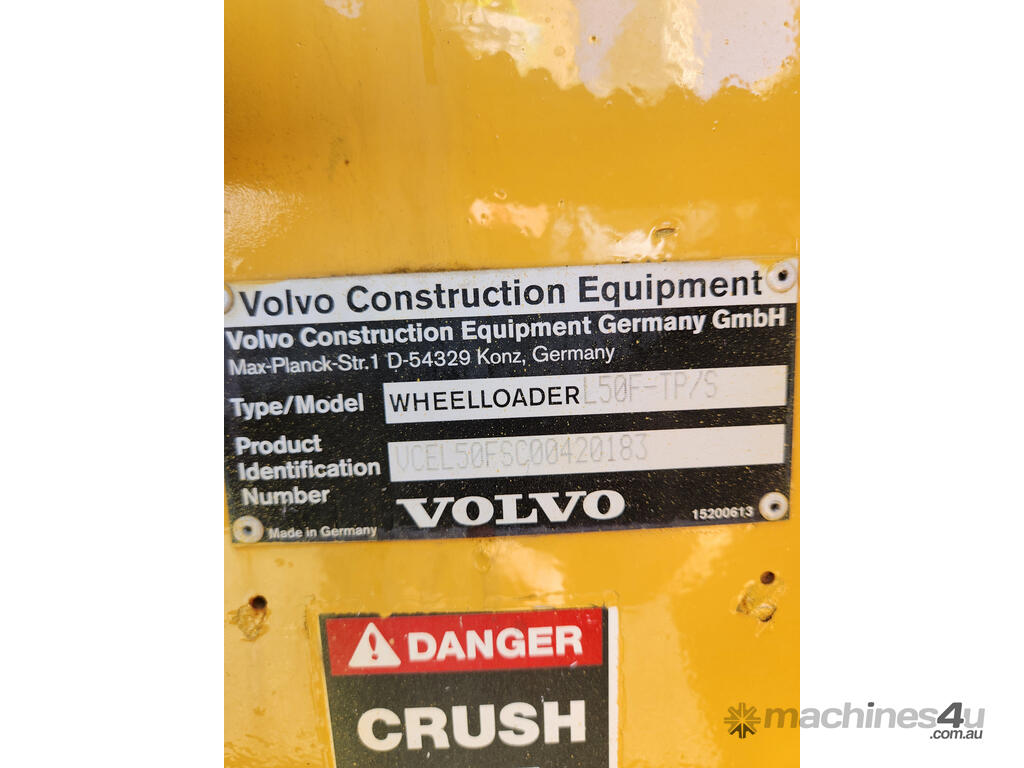 Volvo Construction Equipment
Volvo Construction Equipment Germany GmbH
Max-Planck-Str.1 D-54329 Konz, Germany
Type/Model WHEELLOADER L50F-TP/S
Product
Identification
Number
VCEL50FSC00420183
VOLVO
Made in Germany
15200613
DANGER
CRUSH
machines4u
.com.au